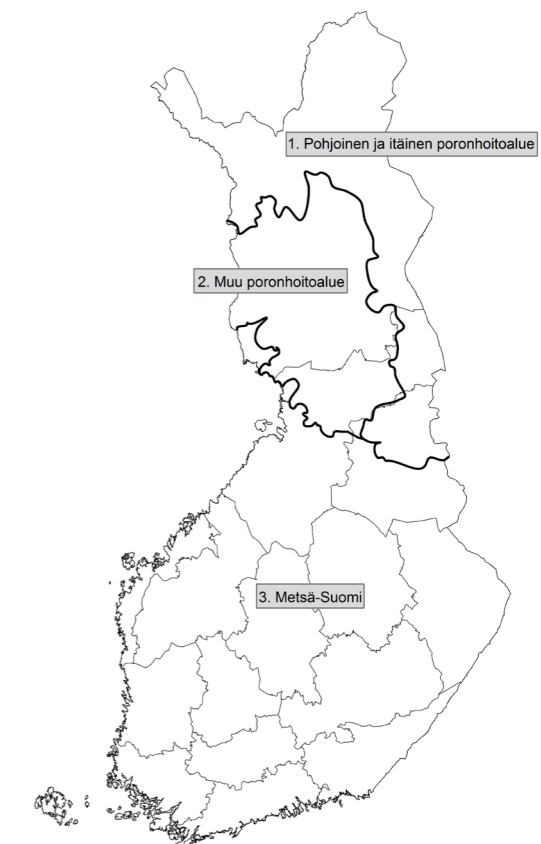 1. Pohjoinen ja itäinen poronhoitoalue
2. Muu poronhoitoalue
3. Metsä-Suomi